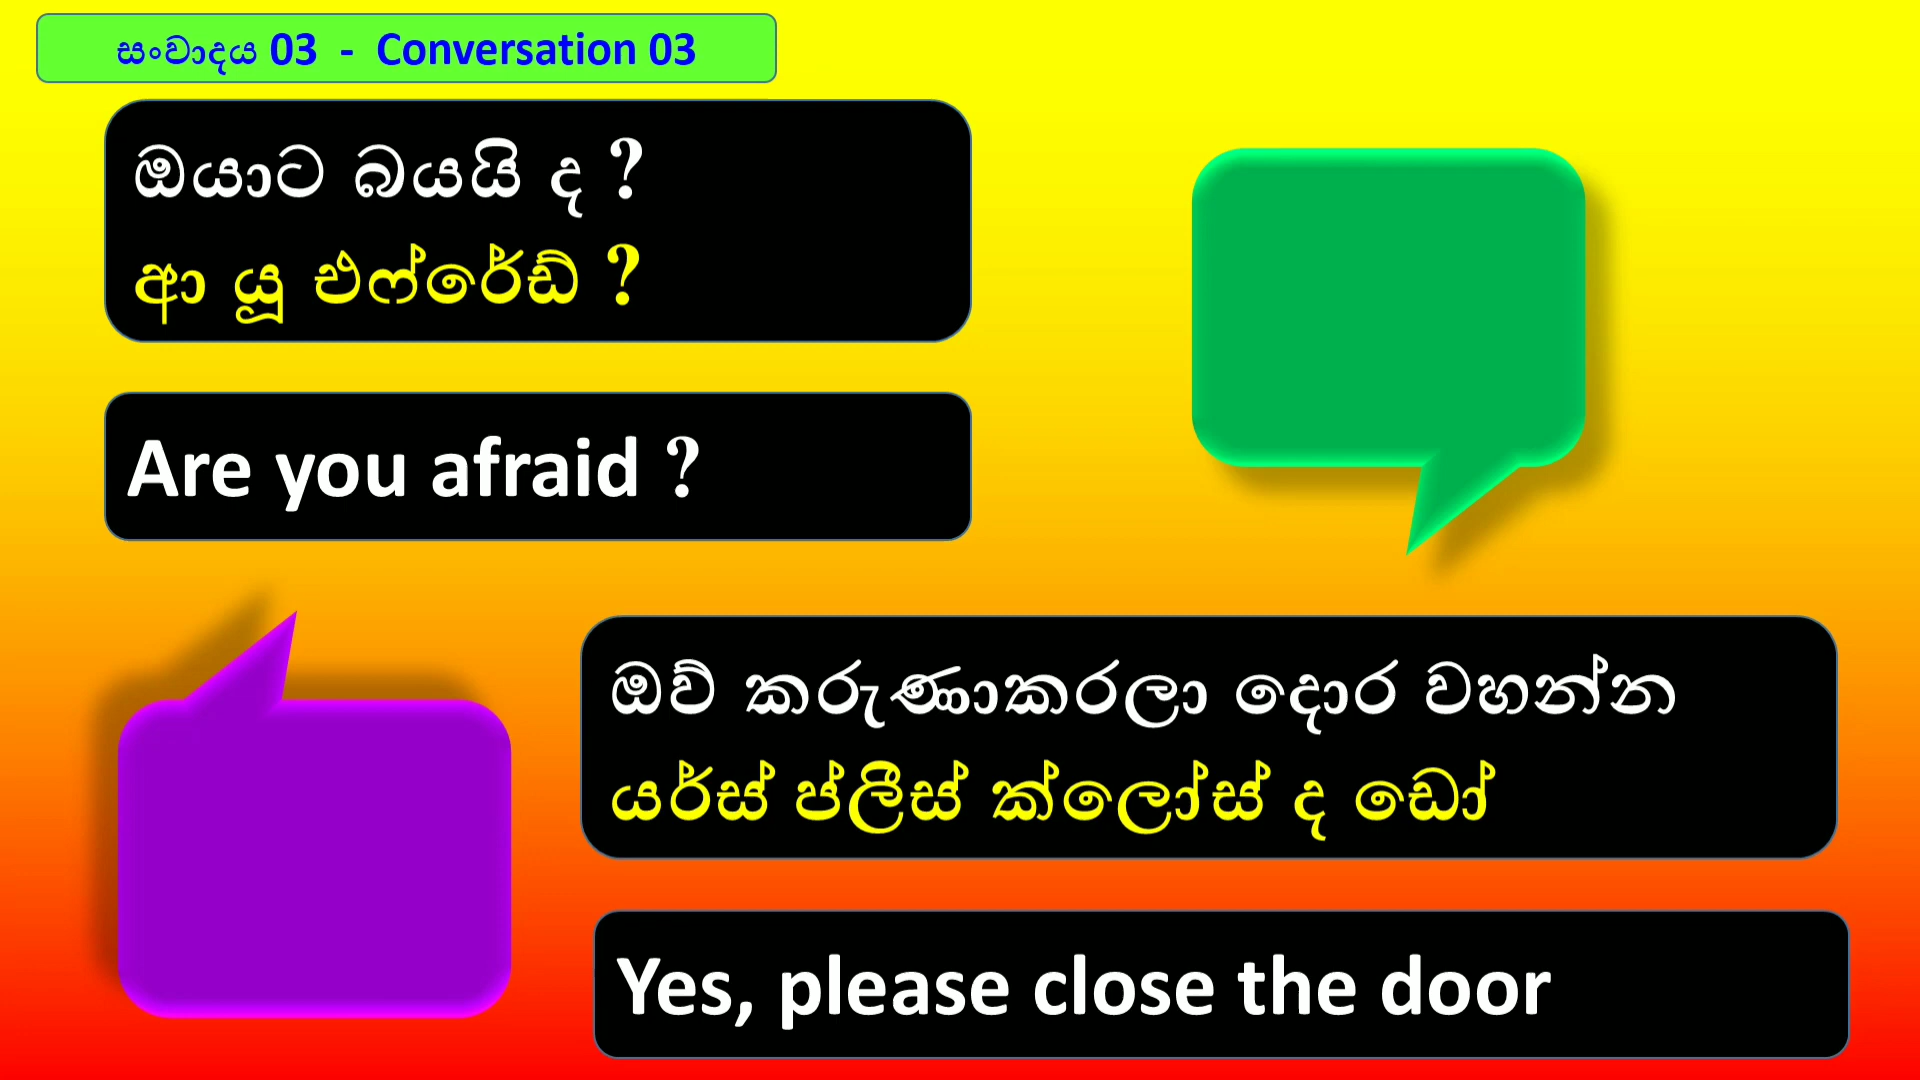 සංවාදය 03 - Conversation 03
ඔයාට බයයි ද ?
ආ යූ එෆ්රේඩ් ?
Are you afraid ?
ඔව් කරුණාකරලා දොර වහන්න
යර්ස් ප්ලීස් ක්ලෝස් ද ඩෝ
Yes, please close the door